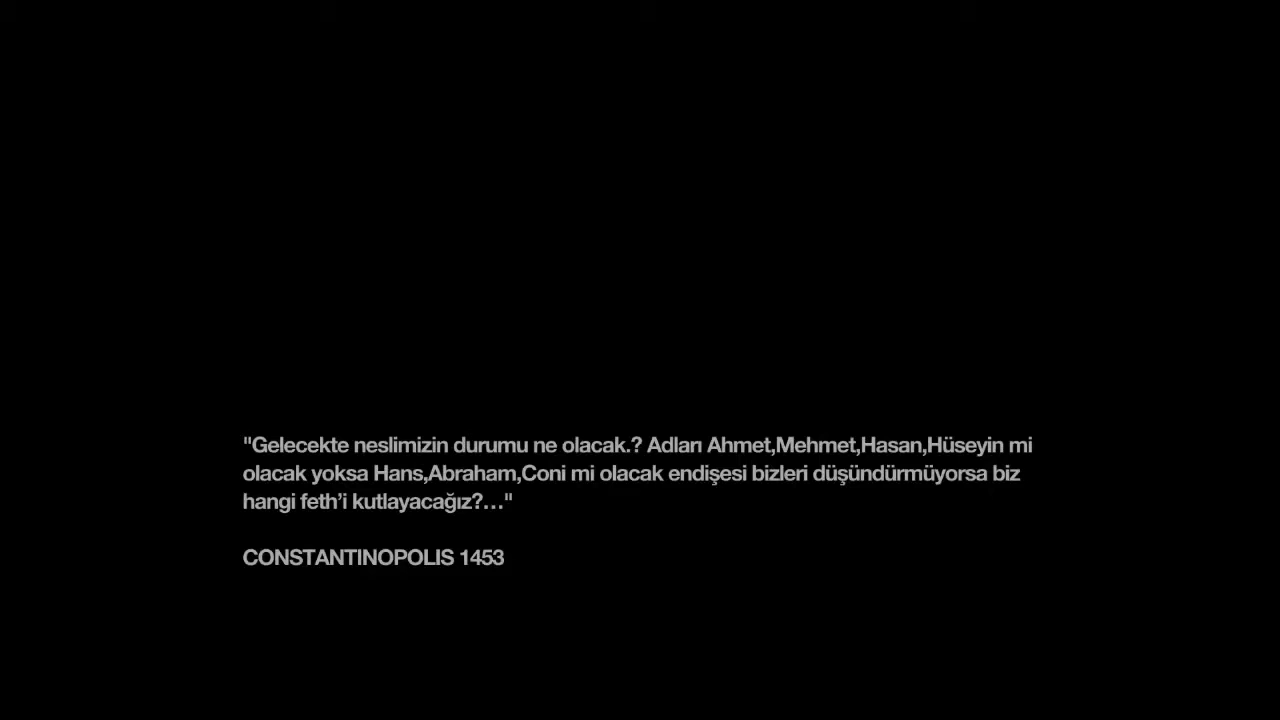 "Gelecekte neslimizin durumu ne olacak.? Adları Ahmet,Mehmet,Hasan,Hüseyin mi
olacak yoksa Hans,Abraham,Coni mi olacak endişesi bizleri düşündürmüyorsa biz
hangi feth’i kutlayacağız?…"
CONSTANTINOPOLIS 1453